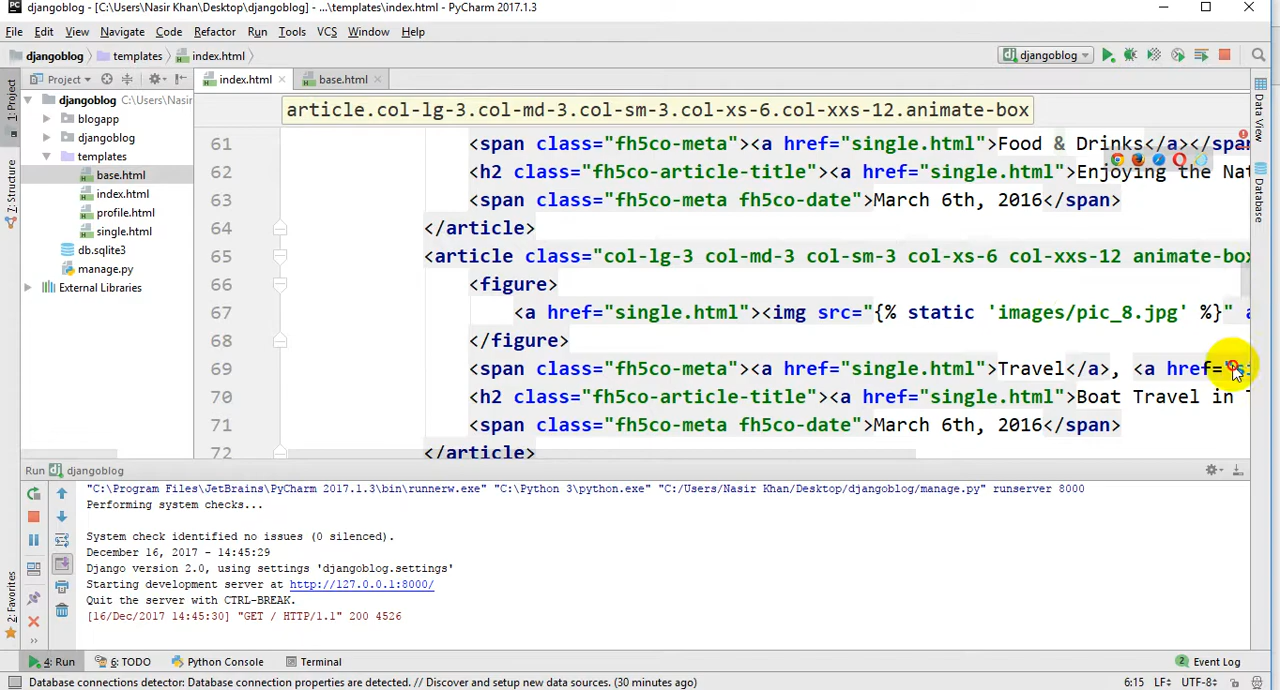 djangoblog - [C:\Users\Nasir Khan\Desktop\djangoblog] - ...\templates\index.html - PyCharm 2017.1.3
File Edit View Navigate Code Refactor Run Tools VCS Window Help
djangoblog templates index.html djangoblog
Project index.html base.html
1: Project
7: Structure
2: Favorites
Data View
Database
djangoblog C:\Users\Nasir
blogapp
djangoblog
templates
base.html
index.html
profile.html
single.html
db.sqlite3
manage.py
External Libraries
article.col-lg-3.col-md-3.col-sm-3.col-xs-6.col-xxs-12.animate-box
61 <span class="fh5co-meta"><a href="single.html">Food & Drinks</a></span
62 <h2 class="fh5co-article-title"><a href="single.html">Enjoying the Nat
63 <span class="fh5co-meta fh5co-date">March 6th, 2016</span>
64 </article>
65 <article class="col-lg-3 col-md-3 col-sm-3 col-xs-6 col-xxs-12 animate-box
66 <figure>
67 <a href="single.html"><img src="{% static 'images/pic_8.jpg' %}" a
68 </figure>
69 <span class="fh5co-meta"><a href="single.html">Travel</a>, <a href="si
70 <h2 class="fh5co-article-title"><a href="single.html">Boat Travel in T
71 <span class="fh5co-meta fh5co-date">March 6th, 2016</span>
72 </article>
Run djangoblog
"C:\Program Files\JetBrains\PyCharm 2017.1.3\bin\runnerw.exe" "C:\Python 3\python.exe" "C:/Users/Nasir Khan/Desktop/djangoblog/manage.py" runserver 8000
Performing system checks...
System check identified no issues (0 silenced).
December 16, 2017 - 14:45:29
Django version 2.0, using settings 'djangoblog.settings'
Starting development server at http://127.0.0.1:8000/
Quit the server with CTRL-BREAK.
[16/Dec/2017 14:45:30] "GET / HTTP/1.1" 200 4526
4: Run 6: TODO Python Console Terminal 2 Event Log
Database connections detector: Database connection properties are detected. // Discover and setup new data sources. (30 minutes ago) 6:15 LF UTF-8